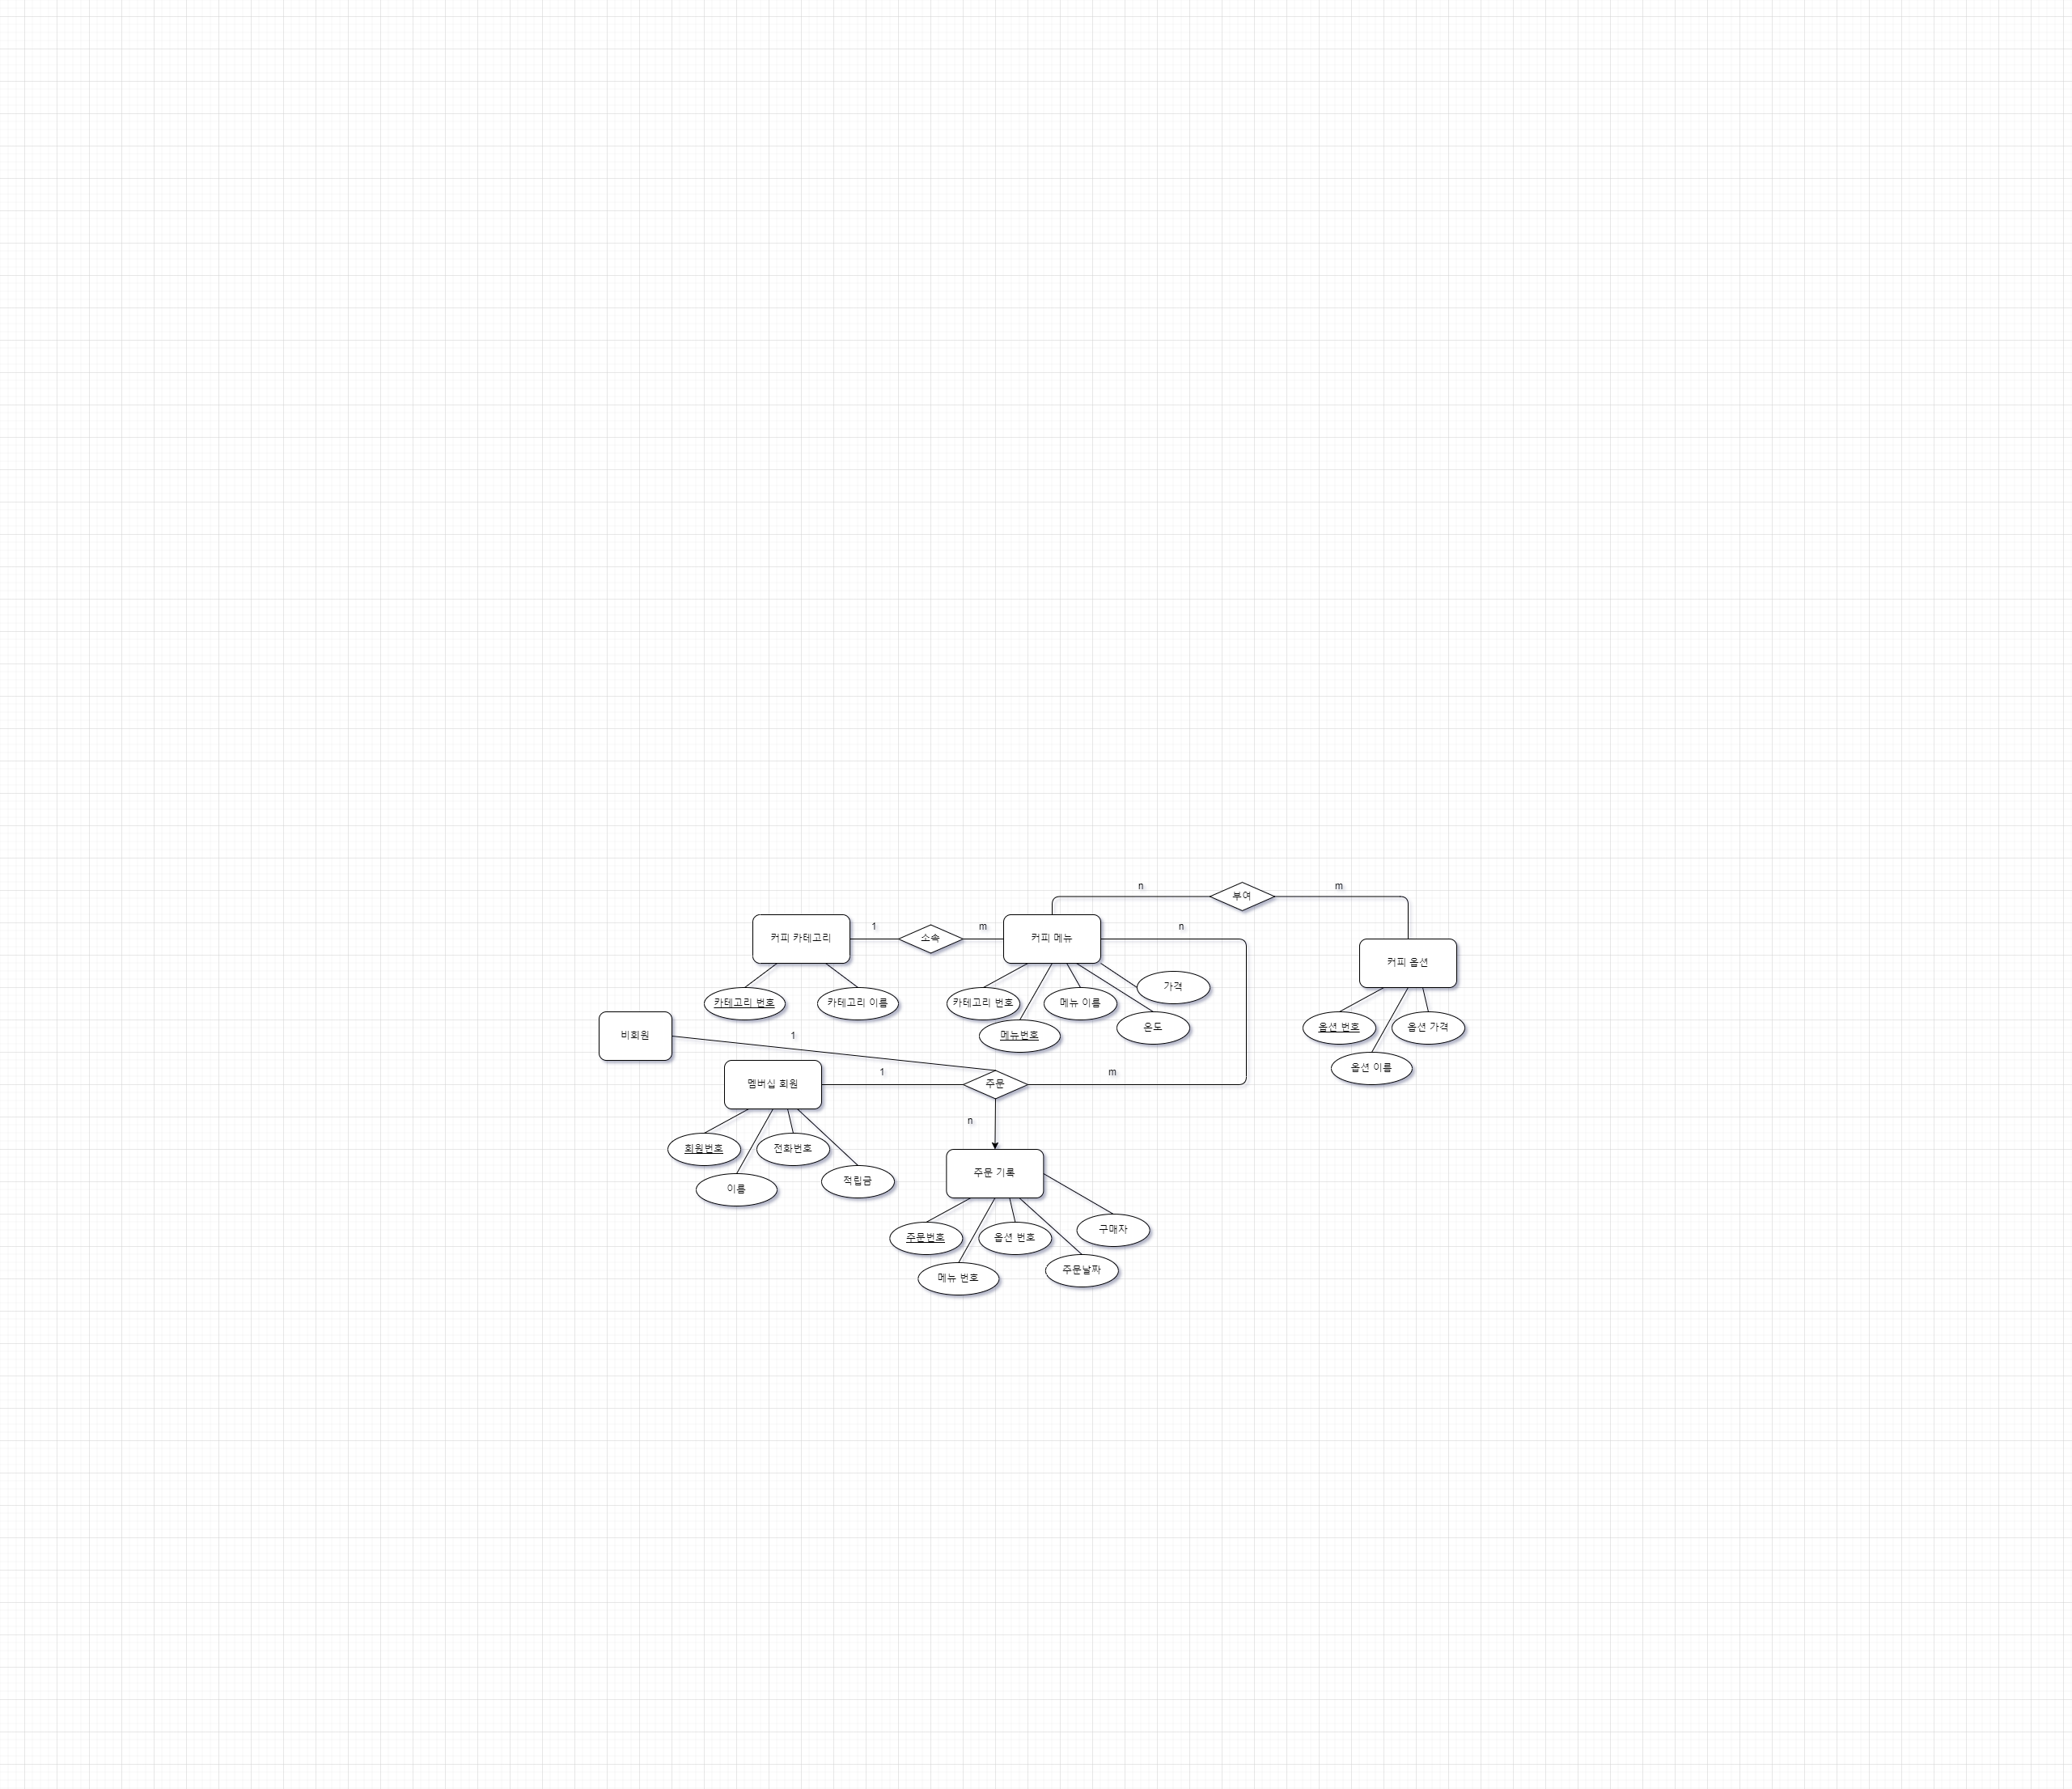 n
부여
m
커피 카테고리
1
소속
m
커피 메뉴
n
커피 옵션
카테고리 번호
카테고리 이름
카테고리 번호
메뉴번호
메뉴 이름
온도
가격
옵션 번호
옵션 이름
옵션 가격
비회원
1
멤버십 회원
1
주문
m
n
회원번호
이름
전화번호
적립금
주문 기록
주문번호
메뉴 번호
옵션 번호
주문날짜
구매자